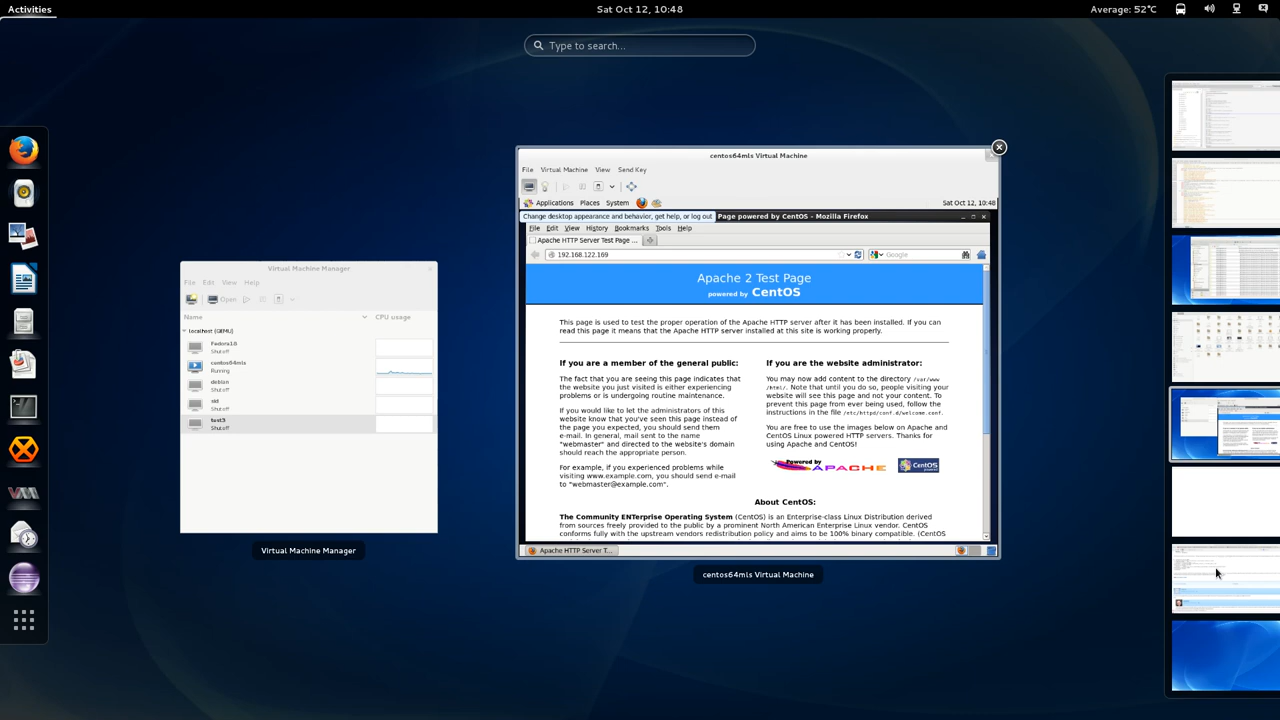 Activities
Sat Oct 12, 10:48
Average: 52°C
Type to search...
Virtual Machine Manager
File Edit View Help
Open
Name CPU usage
localhost (QEMU)
Fedora18
Shutoff
centos64mls
Running
debian
Shutoff
sid
Shutoff
test3
Shutoff
Virtual Machine Manager
centos64mls Virtual Machine
File Virtual Machine View Send Key
Applications Places System
Sat Oct 12, 10:48
Change desktop appearance and behavior, get help, or log out
Page powered by CentOS - Mozilla Firefox
File Edit View History Bookmarks Tools Help
Apache HTTP Server Test Page ...
192.168.122.169
Google
Apache 2 Test Page
powered by CentOS
This page is used to test the proper operation of the Apache HTTP server after it has been installed. If you can
read this page it means that the Apache HTTP server installed at this site is working properly.
If you are a member of the general public:
The fact that you are seeing this page indicates that
the website you just visited is either experiencing
problems or is undergoing routine maintenance.
If you would like to let the administrators of this
website know that you've seen this page instead of
the page you expected, you should send them
e-mail. In general, mail sent to the name
"webmaster" and directed to the website's domain
should reach the appropriate person.
For example, if you experienced problems while
visiting www.example.com, you should send e-mail
to "webmaster@example.com".
If you are the website administrator:
You may now add content to the directory /var/www
/html/. Note that until you do so, people visiting your
website will see this page and not your content. To
prevent this page from ever being used, follow the
instructions in the file /etc/httpd/conf.d/welcome.conf.
You are free to use the images below on Apache and
CentOS Linux powered HTTP servers. Thanks for
using Apache and CentOS!
Powered by
APACHE
CentOS
About CentOS:
The Community ENTerprise Operating System (CentOS) is an Enterprise-class Linux Distribution derived
from sources freely provided to the public by a prominent North American Enterprise Linux vendor. CentOS
conforms fully with the upstream vendors redistribution policy and aims to be 100% binary compatible. (CentOS
Apache HTTP Server T...
centos64mls Virtual Machine